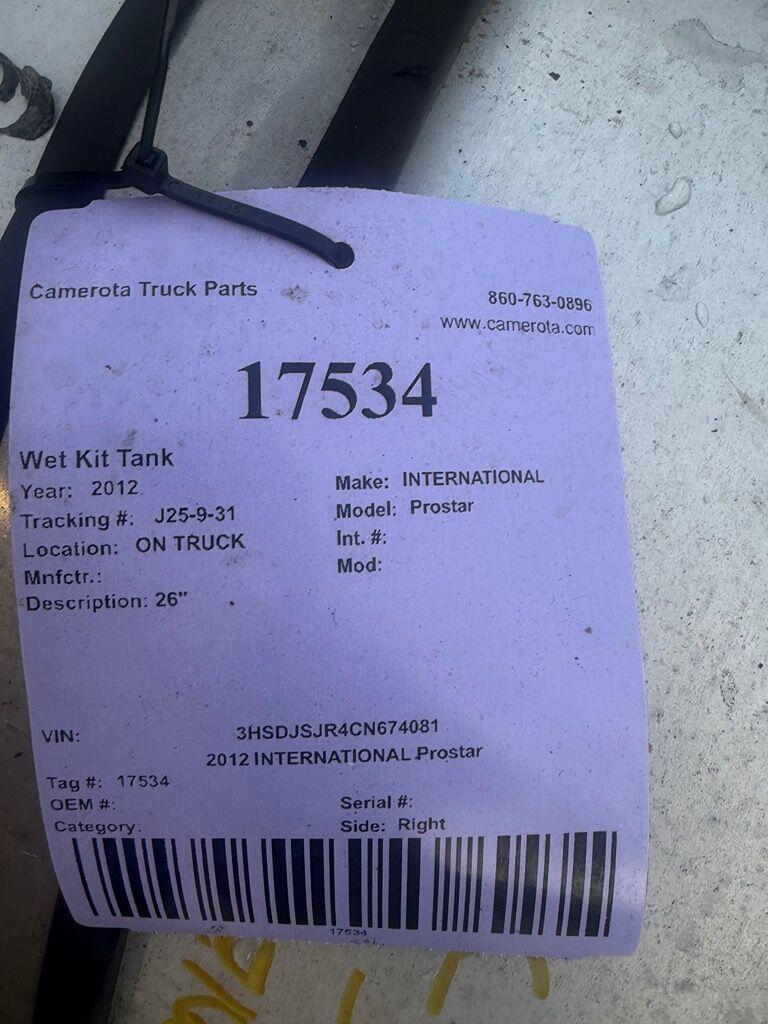 Camerota Truck Parts
860-763-0896
www.camerota.com
17534
Wet Kit Tank
Year: 2012
Tracking #: J25-9-31
Location: ON TRUCK
Mnfctr.:
Description: 26"
Make: INTERNATIONAL
Model: Prostar
Int. #:
Mod:
VIN: 3HSDJSJR4CN674081
2012 INTERNATIONAL Prostar
Tag #: 17534
OEM #:
Category:
Serial #:
Side: Right
17534